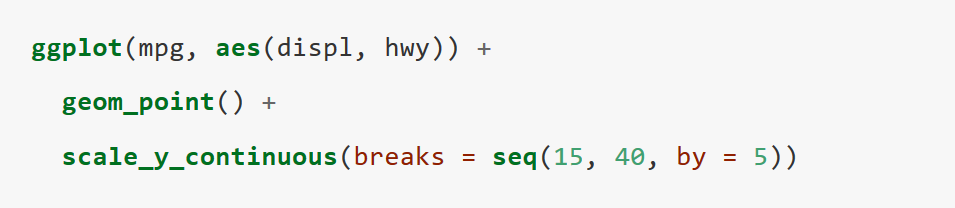 ggplot(mpg, aes(displ, hwy)) +
  geom_point() +
  scale_y_continuous(breaks = seq(15, 40, by = 5))